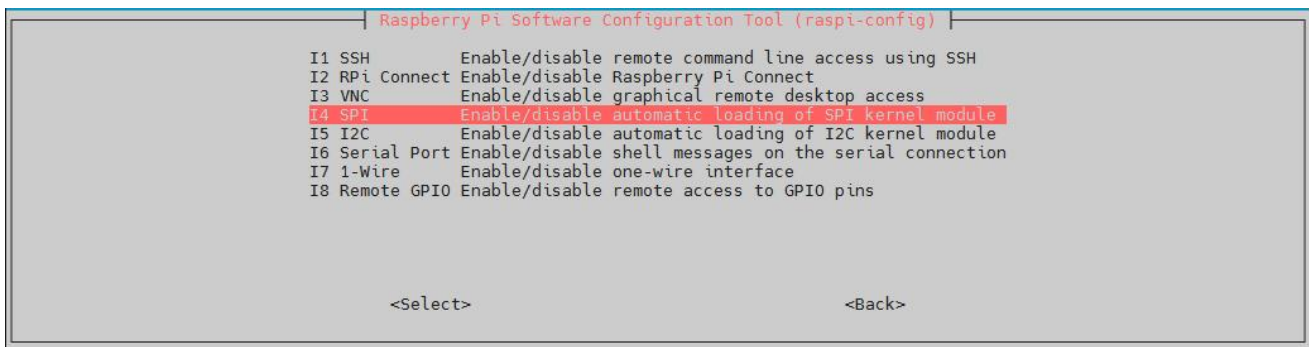 Raspberry Pi Software Configuration Tool (raspi-config)
I1 SSH Enable/disable remote command line access using SSH
I2 RPi Connect Enable/disable Raspberry Pi Connect
I3 VNC Enable/disable graphical remote desktop access
I4 SPI Enable/disable automatic loading of SPI kernel module
I5 I2C Enable/disable automatic loading of I2C kernel module
I6 Serial Port Enable/disable shell messages on the serial connection
I7 1-Wire Enable/disable one-wire interface
I8 Remote GPIO Enable/disable remote access to GPIO pins
<Select> <Back>